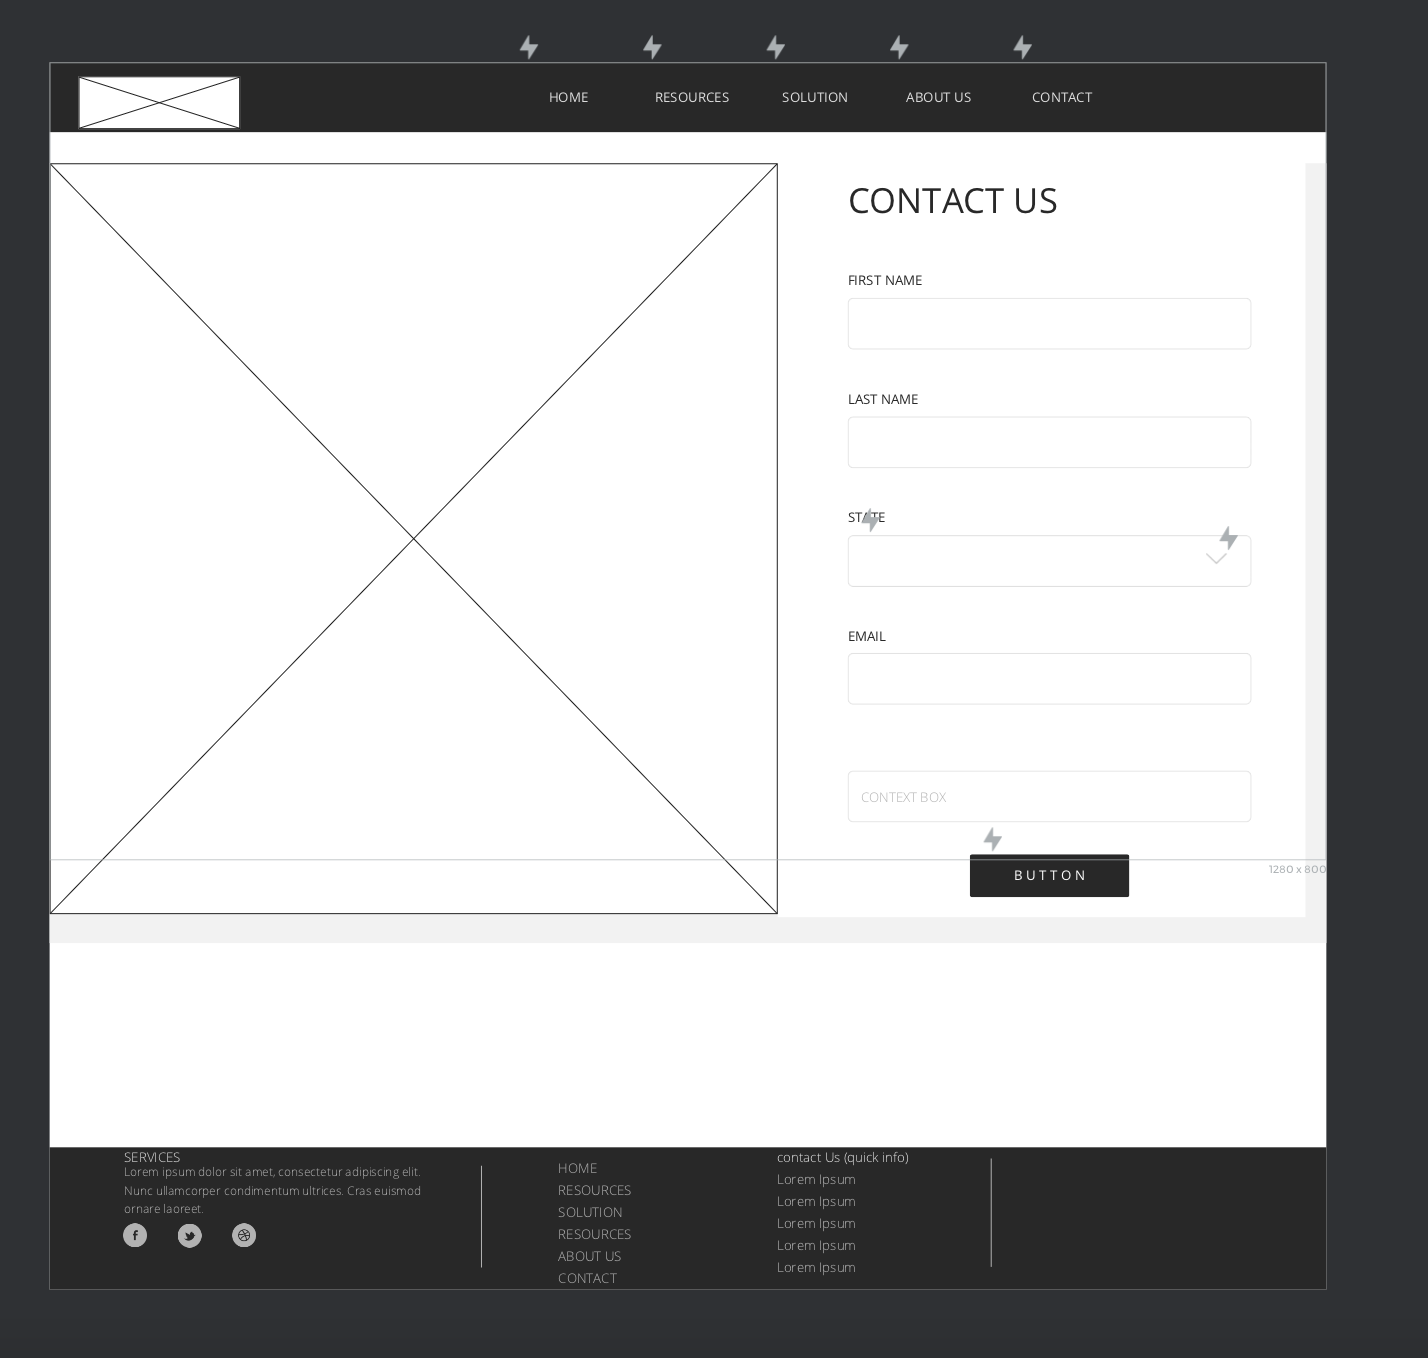 HOME
RESOURCES
SOLUTION
ABOUT US
CONTACT
CONTACT US
FIRST NAME
LAST NAME
STATE
EMAIL
CONTEXT BOX
BUTTON
1280 x 800
SERVICES
Lorem ipsum dolor sit amet, consectetur adipiscing elit.
Nunc ullamcorper condimentum ultrices. Cras euismod
ornare laoreet.
HOME
RESOURCES
SOLUTION
RESOURCES
ABOUT US
CONTACT
contact Us (quick info)
Lorem Ipsum
Lorem Ipsum
Lorem Ipsum
Lorem Ipsum
Lorem Ipsum